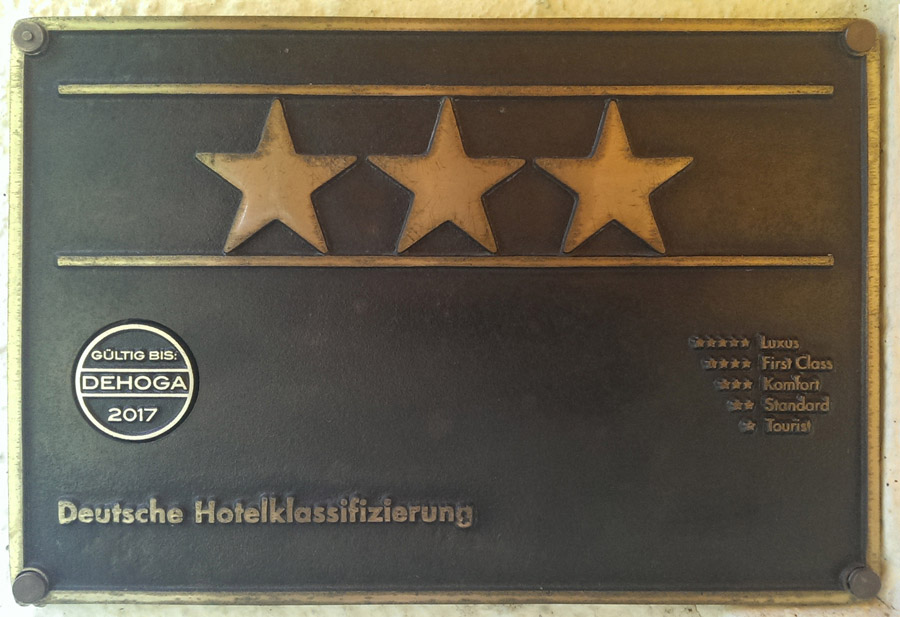 GÜLTIG BIS:
DEHOGA
2017
Luxus
First Class
Komfort
Standard
Tourist
Deutsche Hotelklassifizierung